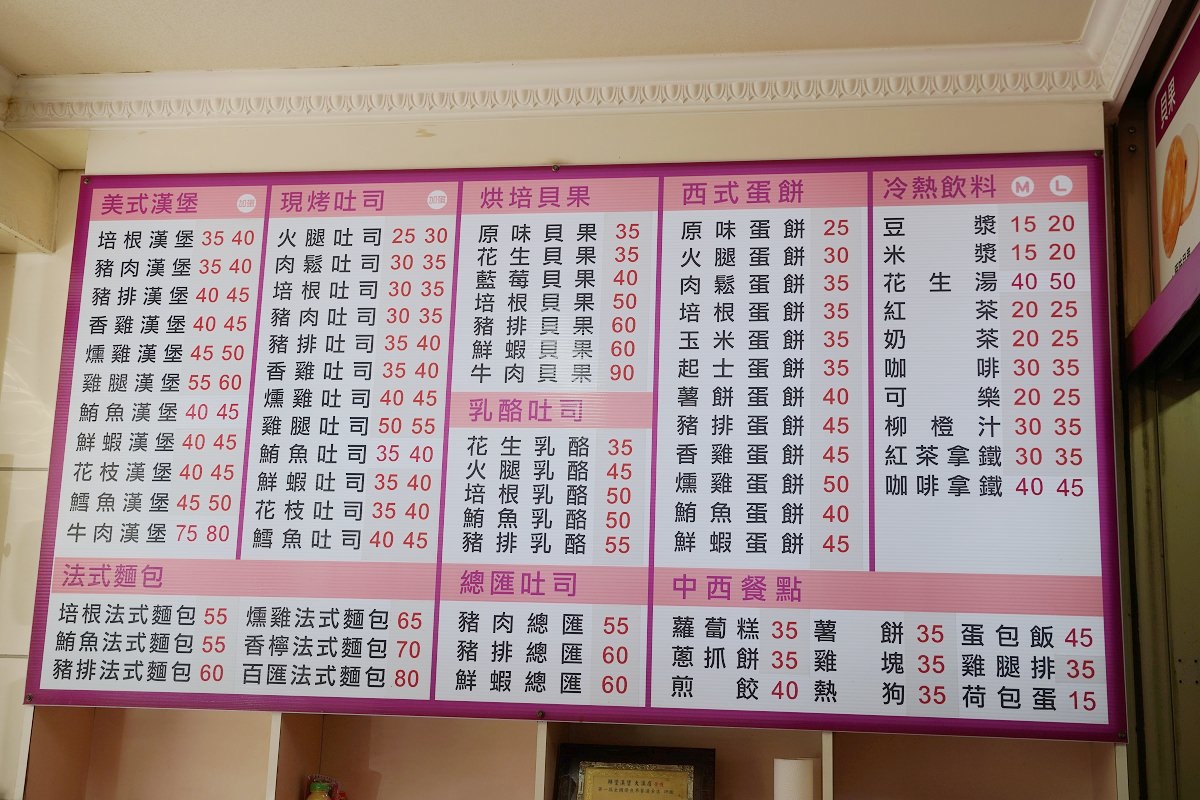 美式漢堡 加蛋
培根漢堡 35 40
豬肉漢堡 35 40
豬排漢堡 40 45
香雞漢堡 40 45
燻雞漢堡 45 50
雞腿漢堡 55 60
鮪魚漢堡 40 45
鮮蝦漢堡 40 45
花枝漢堡 40 45
鱈魚漢堡 45 50
牛肉漢堡 75 80
現烤吐司 加蛋
火腿吐司 25 30
肉鬆吐司 30 35
培根吐司 30 35
豬肉吐司 30 35
豬排吐司 35 40
香雞吐司 35 40
燻雞吐司 40 45
雞腿吐司 50 55
鮪魚吐司 35 40
鮮蝦吐司 35 40
花枝吐司 35 40
鱈魚吐司 40 45
烘培貝果
原味貝果 35
花生貝果 35
藍莓貝果 40
培根貝果 50
豬排貝果 60
鮮蝦貝果 60
牛肉貝果 90
乳酪吐司
花生乳酪 35
火腿乳酪 45
培根乳酪 50
鮪魚乳酪 50
豬排乳酪 55
西式蛋餅
原味蛋餅 25
火腿蛋餅 30
肉鬆蛋餅 35
培根蛋餅 35
玉米蛋餅 35
起士蛋餅 35
薯餅蛋餅 40
豬排蛋餅 45
香雞蛋餅 45
燻雞蛋餅 50
鮪魚蛋餅 40
鮮蝦蛋餅 45
冷熱飲料 M L
豆漿 15 20
米漿 15 20
花生湯 40 50
紅茶 20 25
奶茶 20 25
咖啡 30 35
可樂 20 25
柳橙汁 30 35
紅茶拿鐵 30 35
咖啡拿鐵 40 45
法式麵包
培根法式麵包 55 燻雞法式麵包 65
鮪魚法式麵包 55 香檸法式麵包 70
豬排法式麵包 60 百匯法式麵包 80
總匯吐司
豬肉總匯 55
豬排總匯 60
鮮蝦總匯 60
中西餐點
蘿蔔糕 35 薯餅 35 蛋包飯 45
蔥抓餅 35 雞塊 35 雞腿排 35
煎餃 40 熱狗 35 荷包蛋 15
貝果